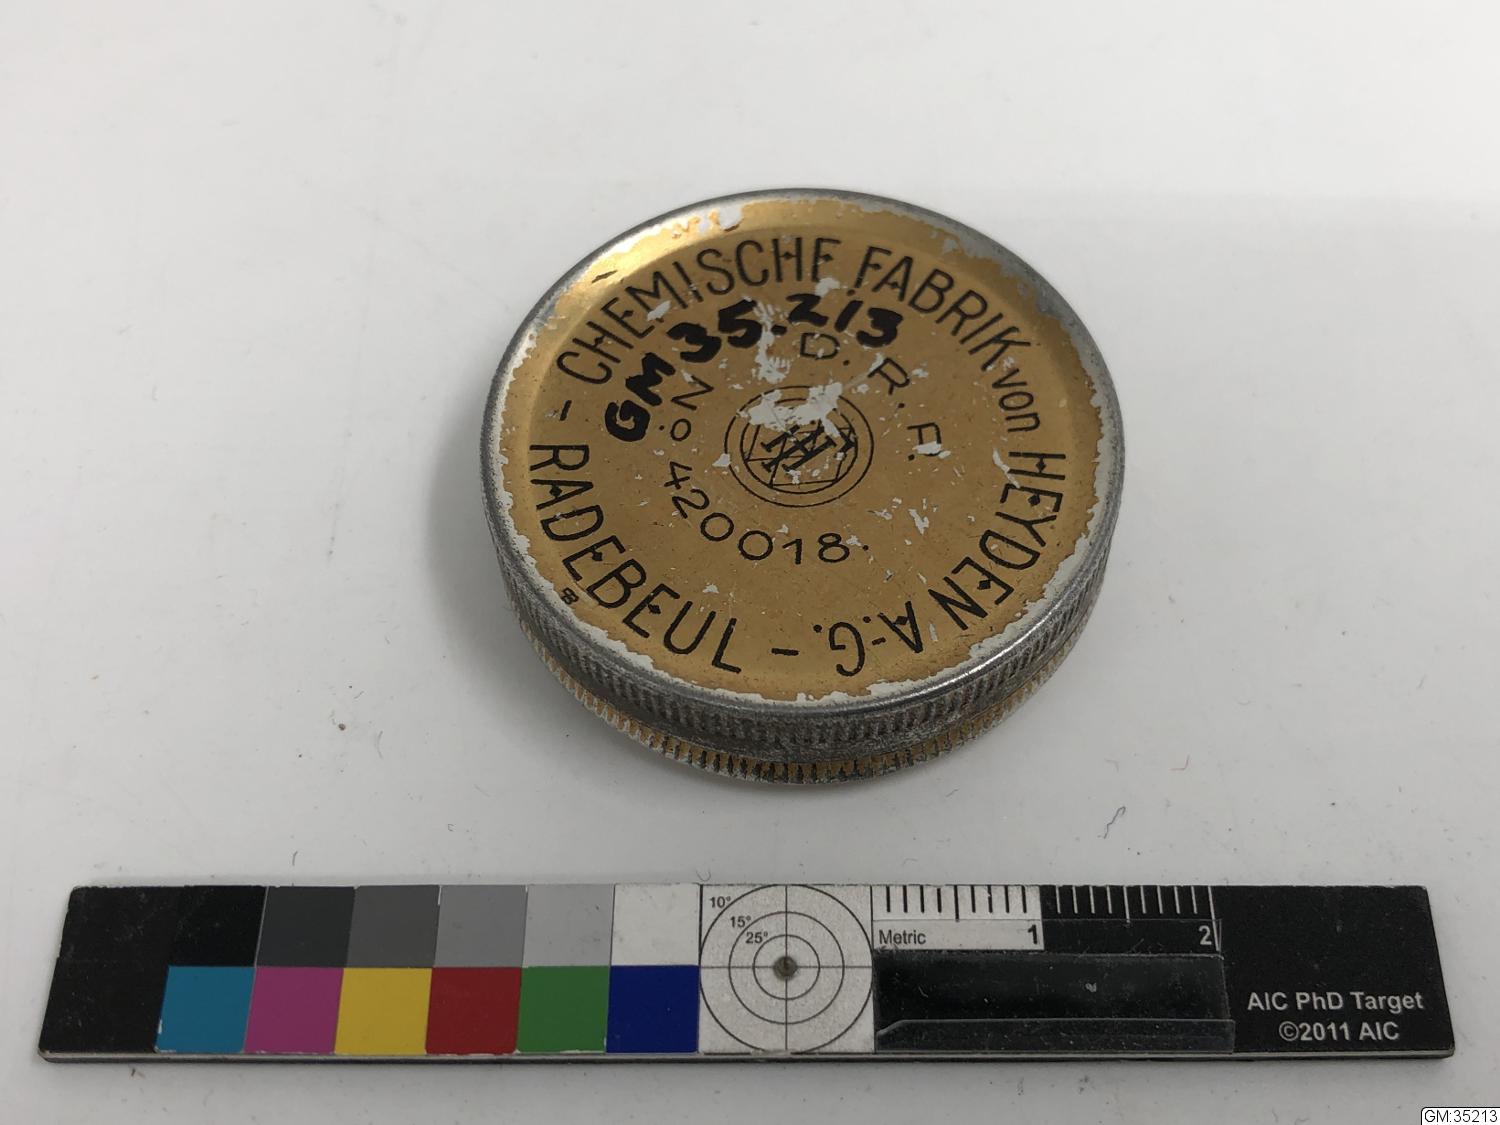 CHEMISCHE FABRIK von HEYDEN A.-G. – RADEBEUL –
GM 35.213
D. R. P.
No 420018.
10°
15°
25°
Metric 1 2
AIC PhD Target
©2011 AIC
GM:35213